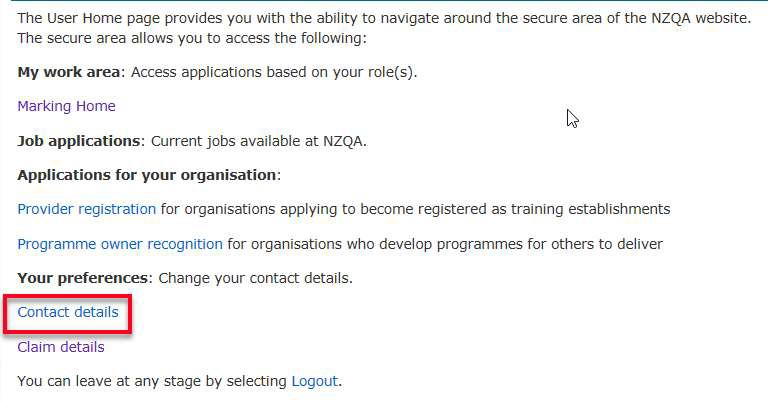 The User Home page provides you with the ability to navigate around the secure area of the NZQA website.
The secure area allows you to access the following:
My work area: Access applications based on your role(s).
Marking Home
Job applications: Current jobs available at NZQA.
Applications for your organisation:
Provider registration for organisations applying to become registered as training establishments
Programme owner recognition for organisations who develop programmes for others to deliver
Your preferences: Change your contact details.
Contact details
Claim details
You can leave at any stage by selecting Logout.